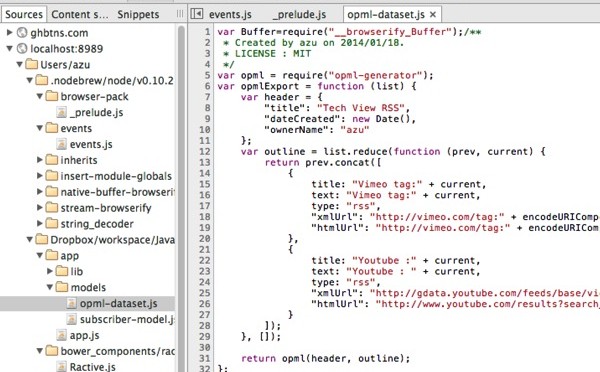 Sources
Content s...
Snippets
events.js
_prelude.js
opml-dataset.js ×
ghbtns.com
localhost:8989
Users/azu
.nodebrew/node/v0.10.2
browser-pack
_prelude.js
events
events.js
inherits
insert-module-globals
native-buffer-browserif
stream-browserify
string_decoder
Dropbox/workspace/Java
app
lib
models
opml-dataset.js
subscriber-model.j
app.js
bower_components/rac
Ractive.js
1 var Buffer=require("__browserify_Buffer");/**
2 * Created by azu on 2014/01/18.
3 * LICENSE : MIT
4 */
5 var opml = require("opml-generator");
6 var opmlExport = function (list) {
7 var header = {
8 "title": "Tech View RSS",
9 "dateCreated": new Date(),
10 "ownerName": "azu"
11 };
12 var outline = list.reduce(function (prev, current) {
13 return prev.concat([
14 {
15 title: "Vimeo tag:" + current,
16 text: "Vimeo tag:" + current,
17 type: "rss",
18 "xmlUrl": "http://vimeo.com/tag:" + encodeURICompo
19 "htmlUrl": "http://vimeo.com/tag:" + encodeURIComp
20 },
21 {
22 title: "Youtube :" + current,
23 text: "Youtube : " + current,
24 type: "rss",
25 "xmlUrl": "http://gdata.youtube.com/feeds/base/vi
26 "htmlUrl": "http://www.youtube.com/results?search_
27 }
28 ]);
29 }, []);
30
31 return opml(header, outline);
32 };